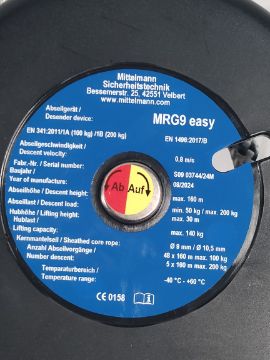 Mittelmann
Sicherheitstechnik
Bessemerstr. 25, 42551 Velbert
www.mittelmann.com
Abseilgerät /
Desender device: MRG9 easy
EN 341:2011/1A (100 kg) /1B (200 kg) EN 1496:2017/B
Abseilgeschwindigkeit /
Descent velocity: 0,8 m/s
Fabr.-Nr. / Serial number: S09 03744/24M
Baujahr /
Year of manufacture: 08/2024
Abseilhöhe / Descent height: max. 160 m
Abseillast / Descent load: min. 50 kg / max. 200 kg
Hubhöhe / Lifting height: max. 30 m
Hublast /
Lifting capacity: max. 140 kg
Kernmantelseil / Sheathed core rope: Ø 9 mm / Ø 10,5 mm
Anzahl Abseilvorgänge / 48 x 160 m max. 100 kg
Number descent: 5 x 160 m max. 200 kg
Temperaturbereich /
Temperature range: -40 °C - +60 °C
CE 0158
Ab Auf